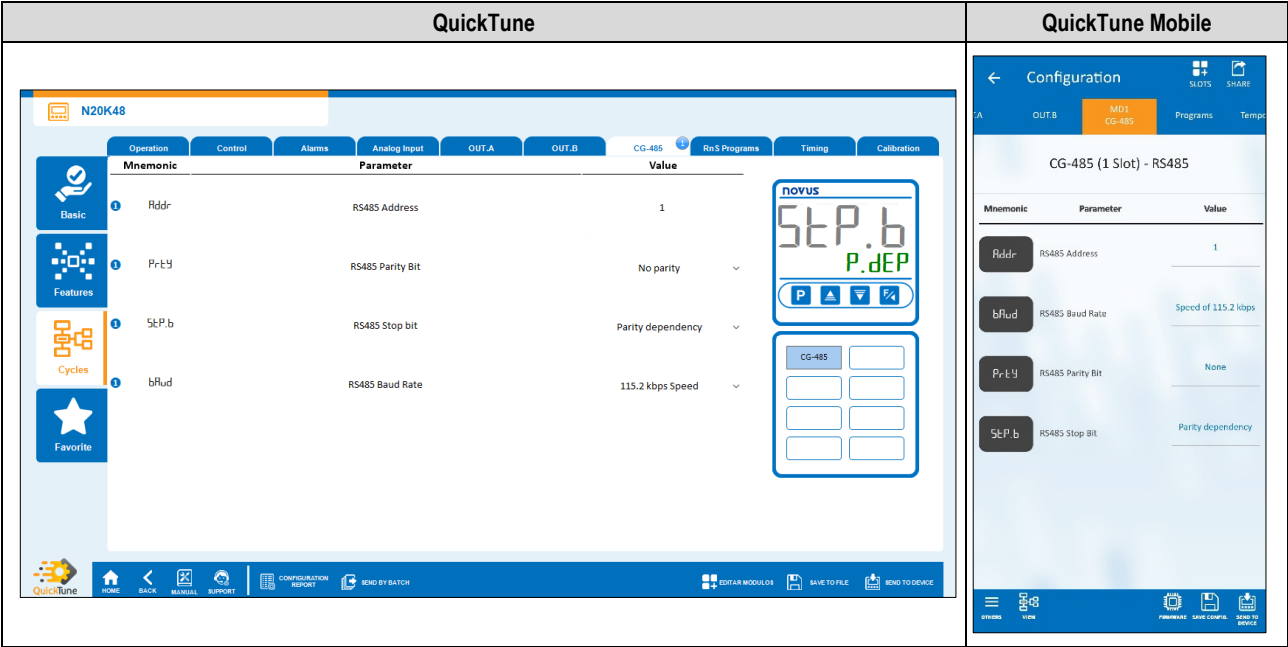 QuickTune
QuickTune Mobile
N20K48
Operation Control Alarms Analog Input OUT.A OUT.B CG-485 1 RnS Programs Timing Calibration
Mnemonic Parameter Value
Basic
Features
Cycles
Favorite
1 Addr RS485 Address 1
1 PrtY RS485 Parity Bit No parity
1 StP.b RS485 Stop bit Parity dependency
1 bAud RS485 Baud Rate 115.2 kbps Speed
novus
StP.b
P.dEP
P F/
CG-485
QuickTune
HOME BACK MANUAL SUPPORT
CONFIGURATION
REPORT
SEND BY BATCH
EDITAR MODULOS SAVE TO FILE SEND TO DEVICE
Configuration
SLOTS SHARE
.A OUT.B MD1
CG-485
Programs Tempo
CG-485 (1 Slot) - RS485
Mnemonic Parameter Value
Addr RS485 Address 1
bAud RS485 Baud Rate Speed of 115.2 kbps
PrtY RS485 Parity Bit None
StP.b RS485 Stop Bit Parity dependency
OTHERS VIEW FIRMWARE SAVE CONFIG. SEND TO
DEVICE